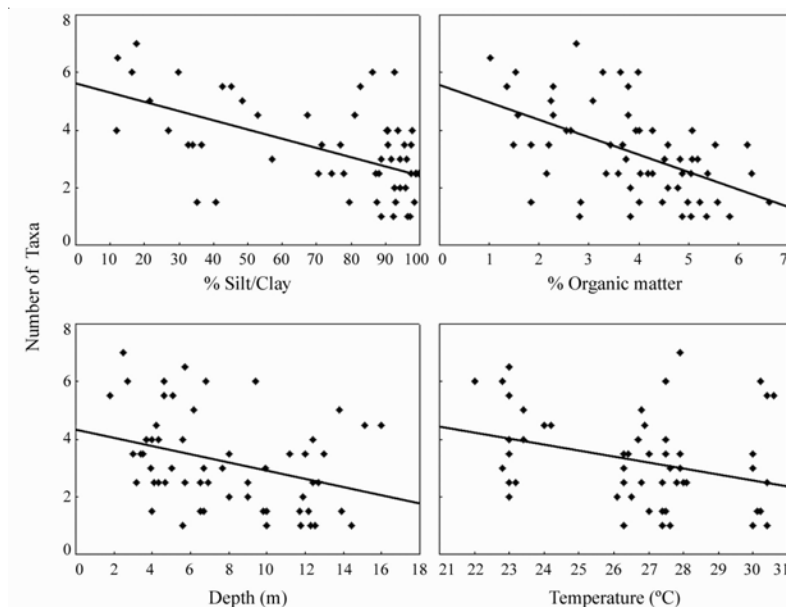 Number of Taxa
8
6
4
2
0
0 10 20 30 40 50 60 70 80 90 100
% Silt/Clay
1 2 3 4 5 6 7
% Organic matter
8
6
4
2
0
0 2 4 6 8 10 12 14 16 18
Depth (m)
21 22 23 24 25 26 27 28 29 30 31
Temperature (ºC)